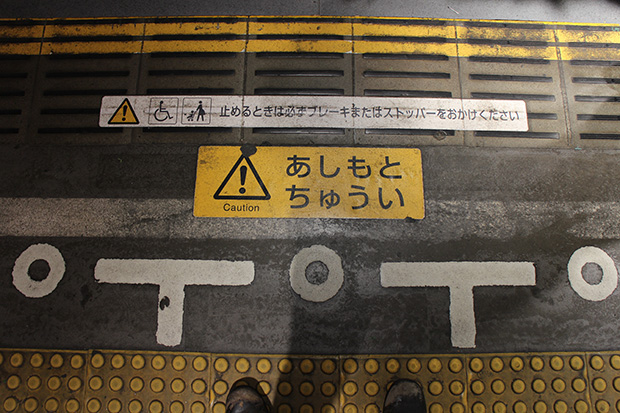 止めるときは必ずブレーキまたはストッパーをおかけください
あしもと
ちゅうい
Caution